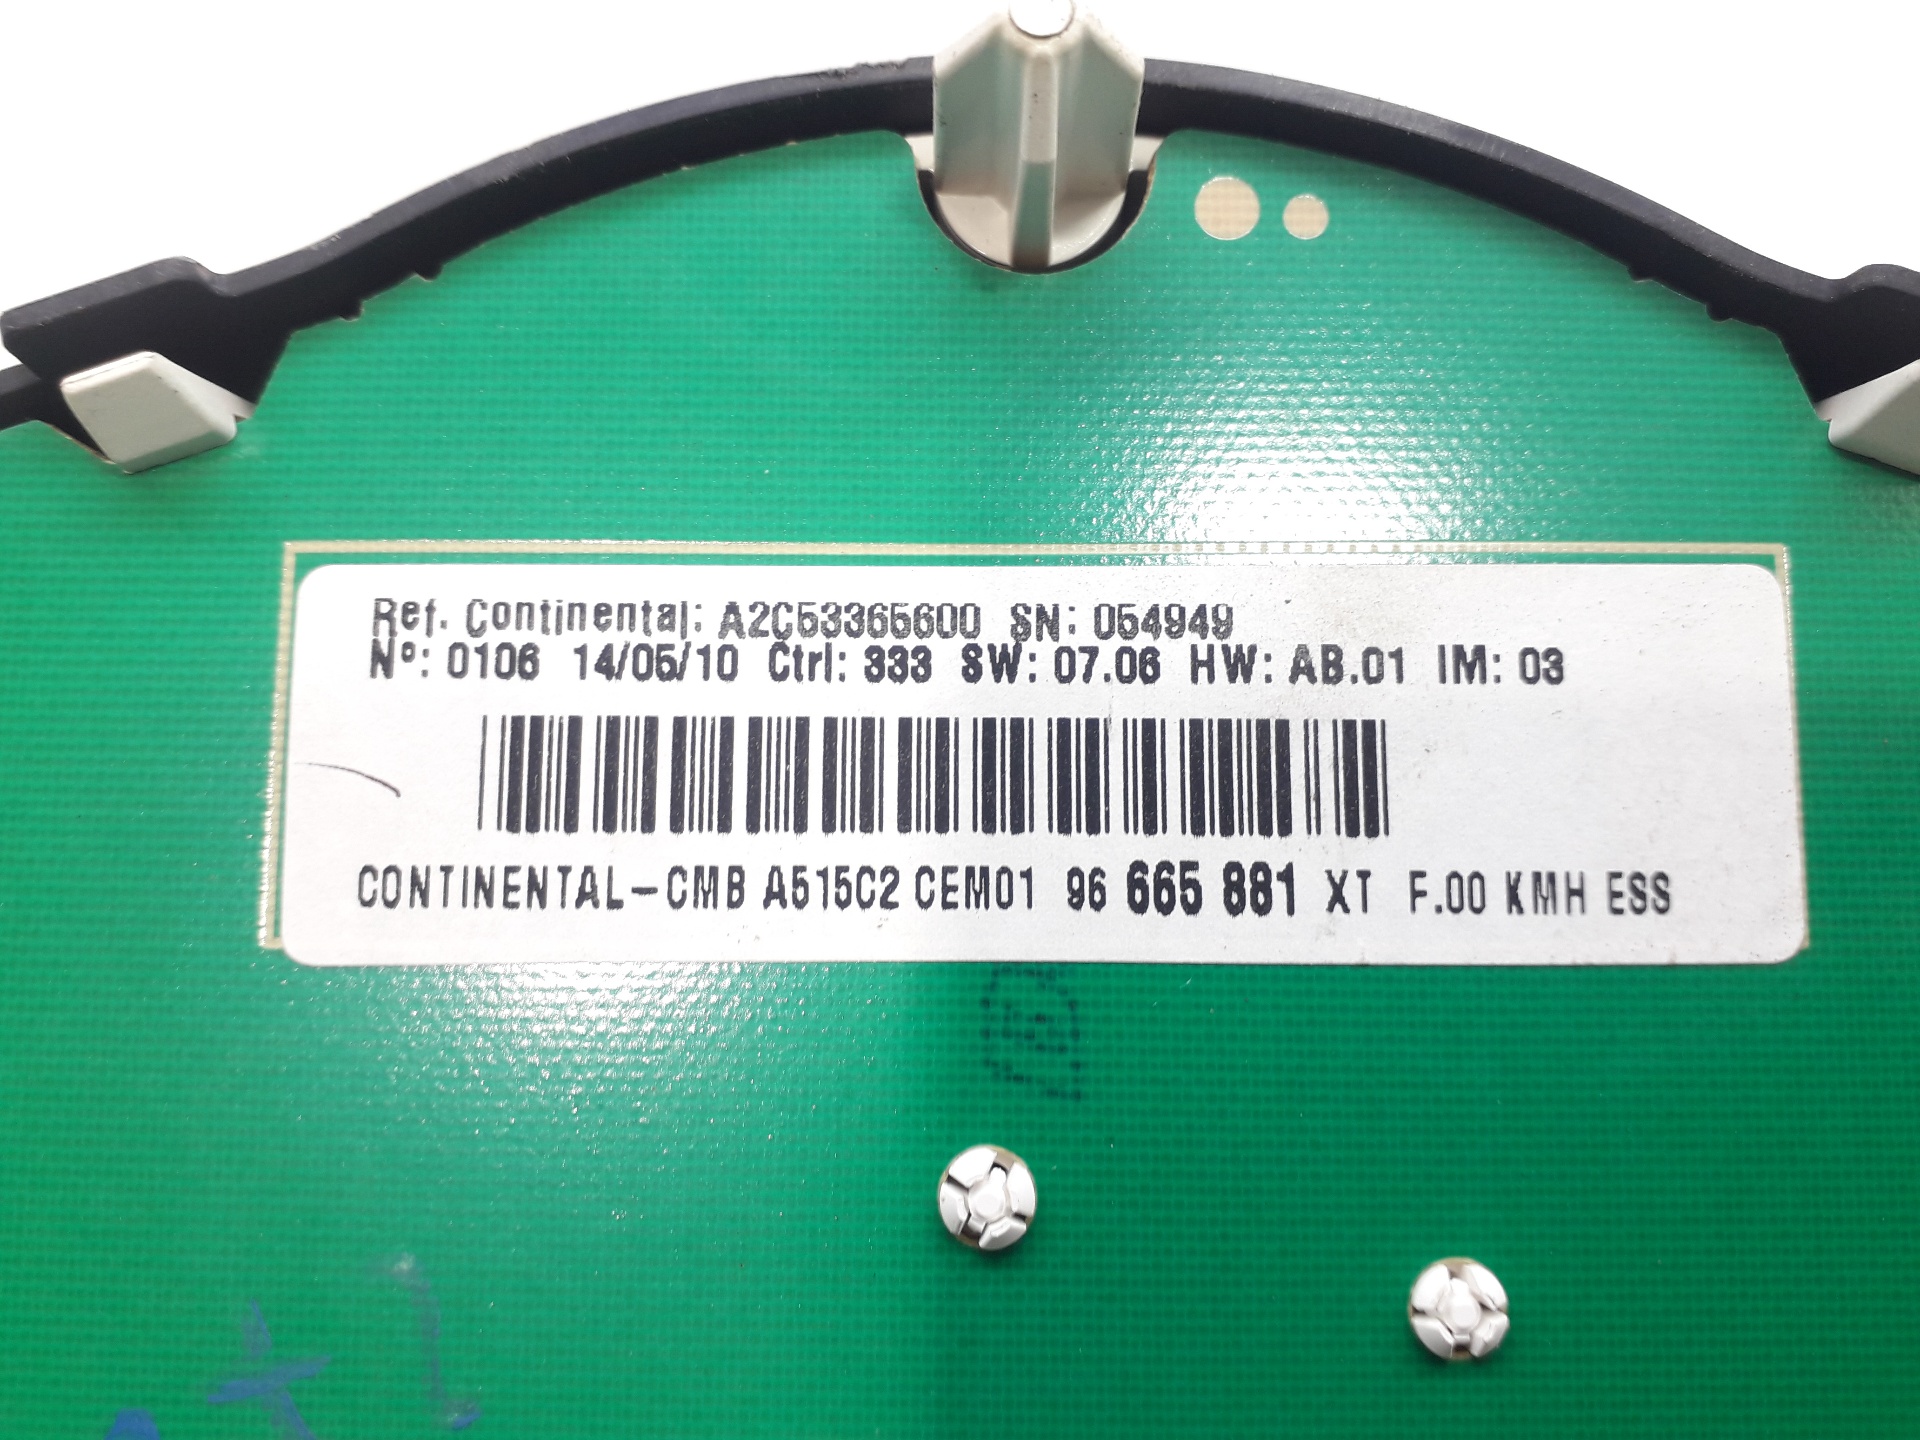 Ref. Continental: A2C53365600 SN: 054949
Nº: 0106 14/05/10 Ctrl: 333 SW: 07.06 HW: AB.01 IM: 03
CONTINENTAL-CMB A515C2 CEM01 96 665 881 XT F.00 KMH ESS